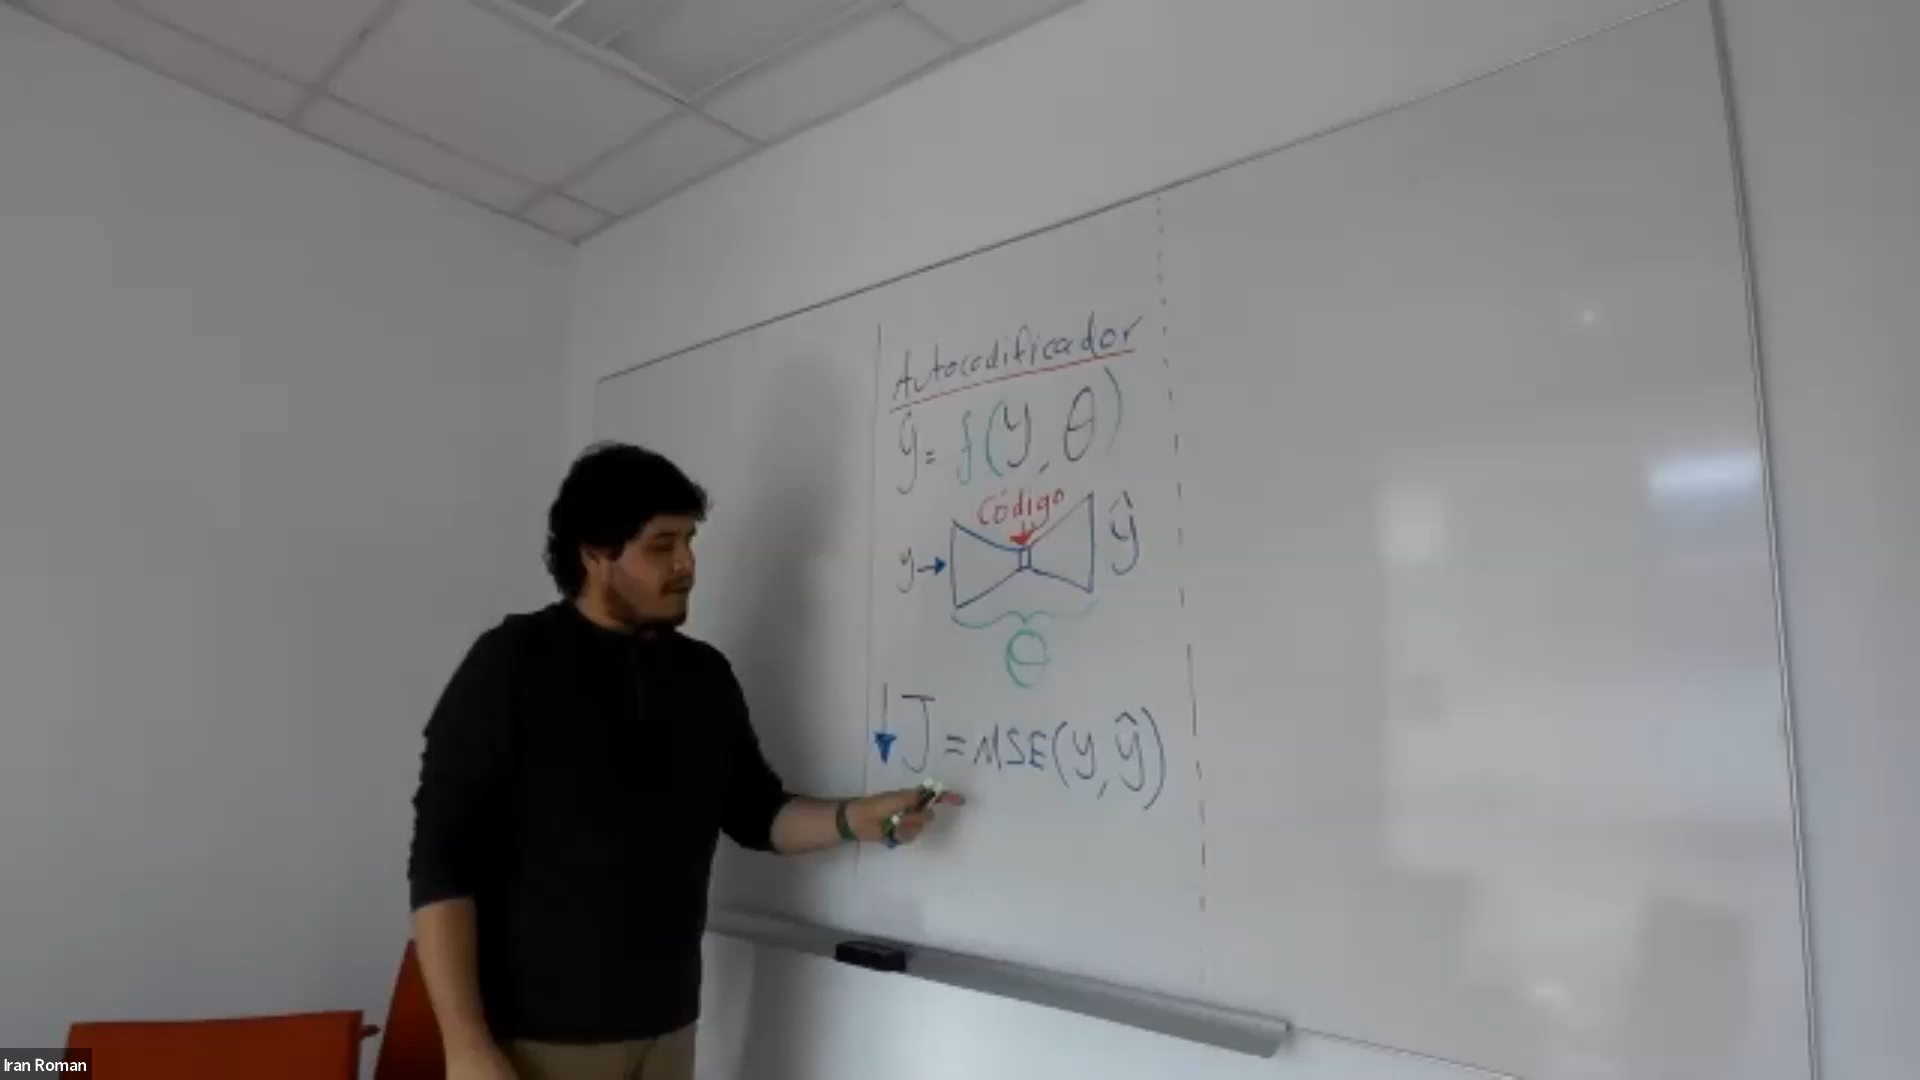 Autocodificador
ŷ = f(y, θ)
Código
y → ŷ
θ
↓ J = MSE(y, ŷ)
Iran Roman